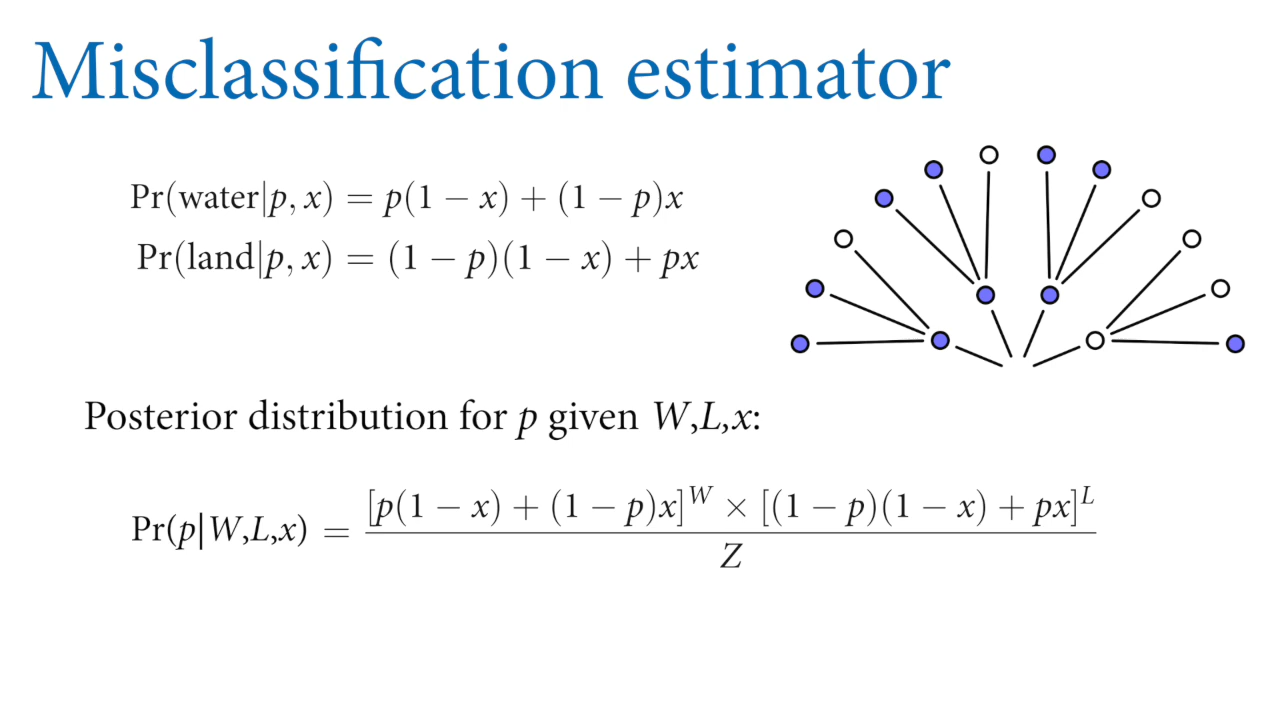 Misclassification estimator
Pr(water|p, x) = p(1 − x) + (1 − p)x
Pr(land|p, x) = (1 − p)(1 − x) + px
Posterior distribution for p given W,L,x:
Pr(p|W,L,x) = [p(1 − x) + (1 − p)x]^W × [(1 − p)(1 − x) + px]^L
Z